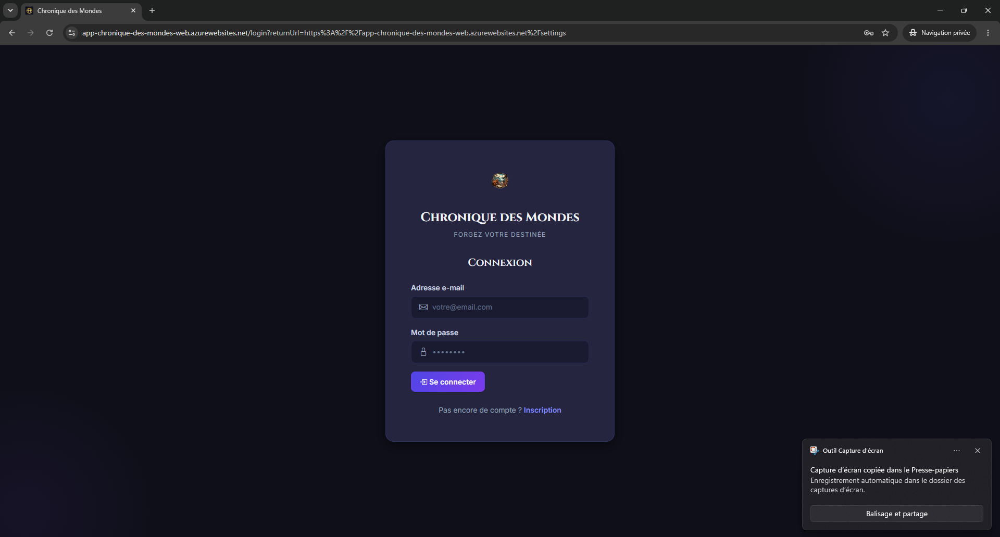 Chronique des Mondes
app-chronique-des-mondes-web.azurewebsites.net/login?returnUrl=https%3A%2F%2Fapp-chronique-des-mondes-web.azurewebsites.net%2Fsettings
Navigation privée
Chronique des Mondes
FORGEZ VOTRE DESTINÉE
Connexion
Adresse e-mail
votre@email.com
Mot de passe
••••••••
Se connecter
Pas encore de compte ? Inscription
Outil Capture d'écran
Capture d'écran copiée dans le Presse-papiers
Enregistrement automatique dans le dossier des
captures d'écran.
Balisage et partage